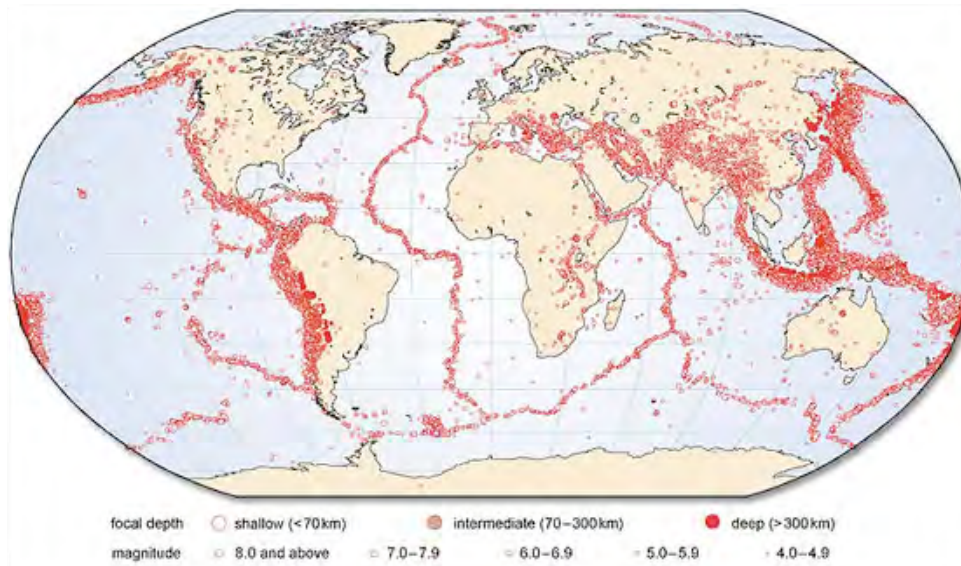 focal depth shallow (<70km) intermediate (70–300km) deep (>300km)
magnitude 8.0 and above 7.0–7.9 6.0–6.9 5.0–5.9 4.0–4.9